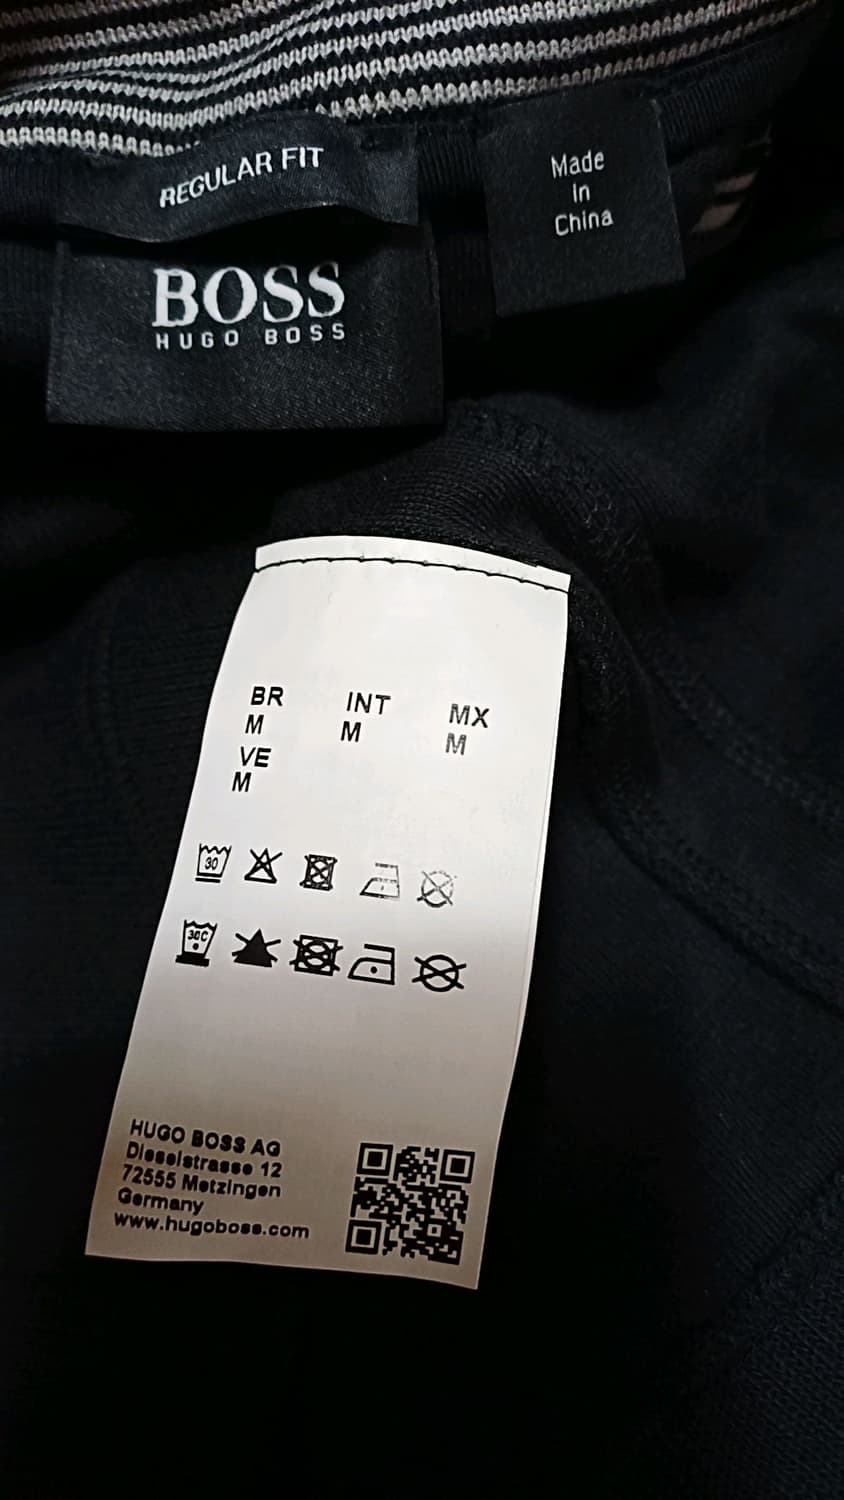 REGULAR FIT
BOSS
HUGO BOSS
Made
in
China
BR INT MX
M M M
VE
M
30
30C
HUGO BOSS AG
Dieselstrasse 12
72555 Metzingen
Germany
www.hugoboss.com